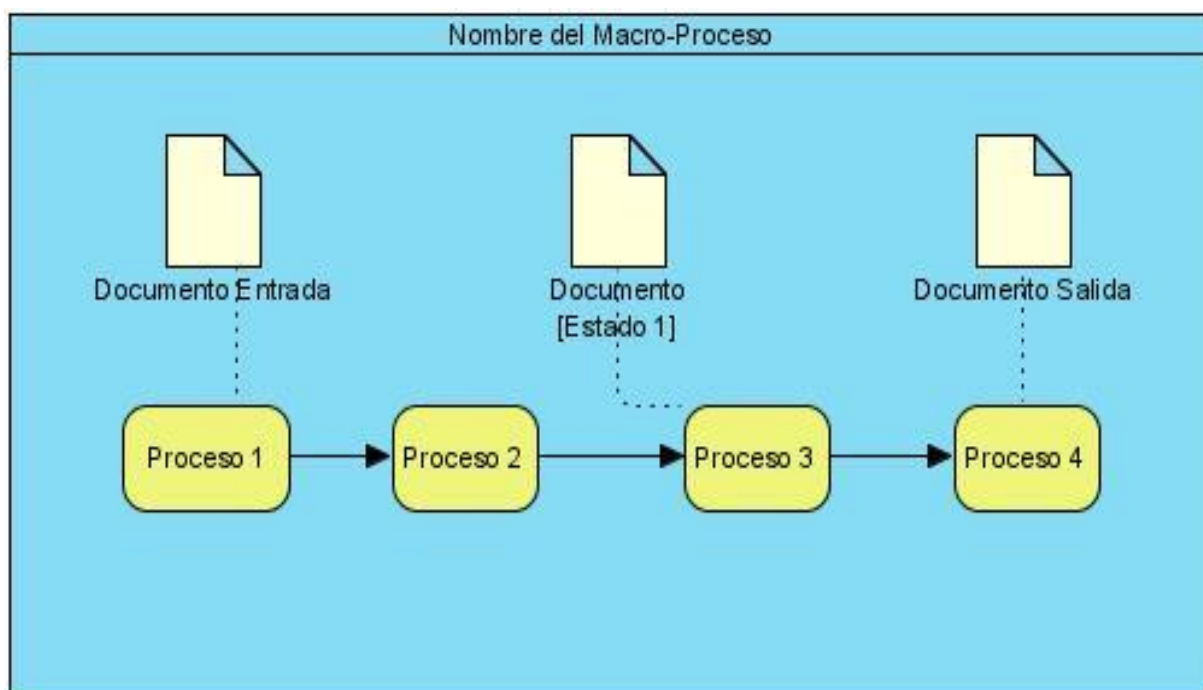 Nombre del Macro-Proceso
Documento Entrada
Documento
[Estado 1]
Documento Salida
Proceso 1
Proceso 2
Proceso 3
Proceso 4